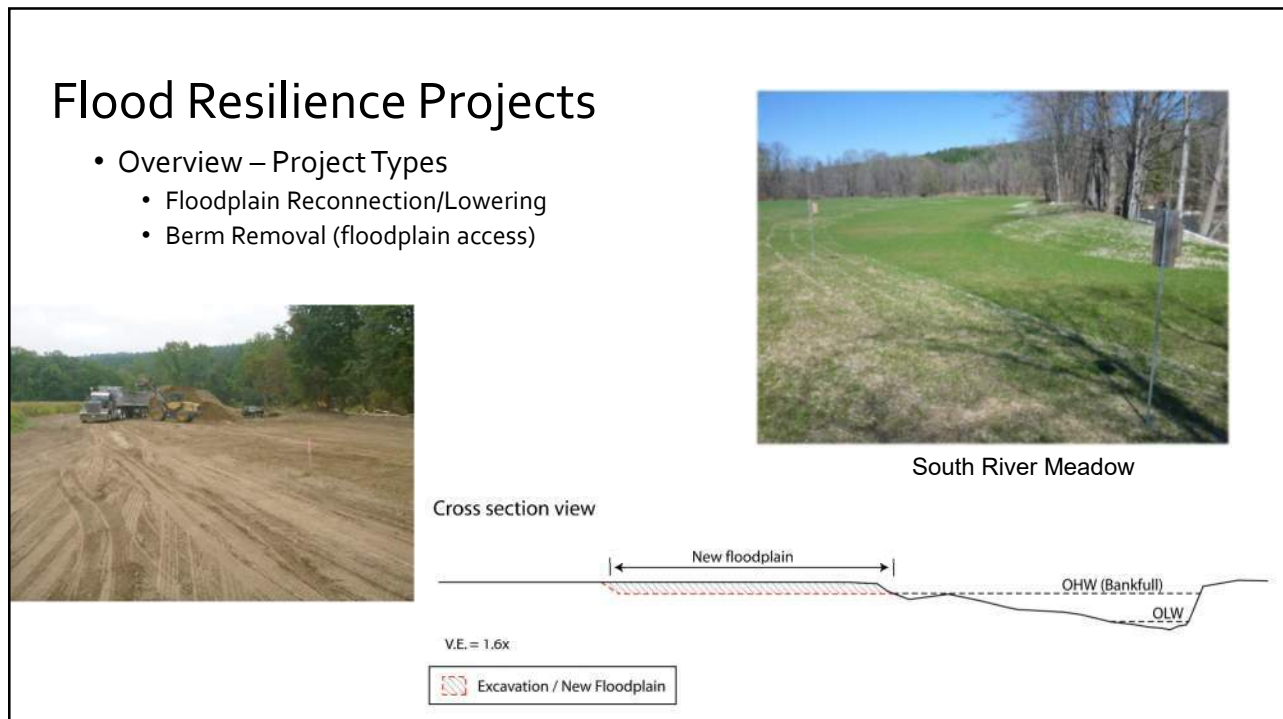 Flood Resilience Projects
• Overview – Project Types
• Floodplain Reconnection/Lowering
• Berm Removal (floodplain access)
South River Meadow
Cross section view
New floodplain
OHW (Bankfull)
OLW
V.E. = 1.6x
Excavation / New Floodplain